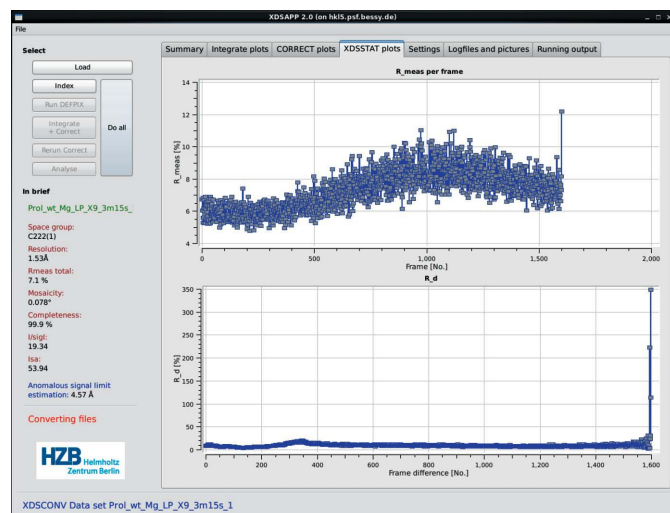 XDSAPP 2.0 (on hkl5.psf.bessy.de)
File
Select
Load
Index
Run DEFPIX
Integrate
+ Correct
Do all
Rerun Correct
Analyse
In brief
Prol_wt_Mg_LP_X9_3m15s_
Space group:
C222(1)
Resolution:
1.53Å
Rmeas total:
7.1 %
Mosaicity:
0.078°
Completeness:
99.9 %
I/sigI:
19.34
Isa:
53.94
Anomalous signal limit
estimation: 4.57 Å
Converting files
HZB Helmholtz
Zentrum Berlin
Summary Integrate plots CORRECT plots XDSSTAT plots Settings Logfiles and pictures Running output
R_meas per frame
R_meas [%]
14
12
10
8
6
4
0 500 1,000 1,500 2,000
Frame [No.]
R_d
R_d [%]
350
300
250
200
150
100
50
0
0 200 400 600 800 1,000 1,200 1,400 1,600
Frame difference [No.]
XDSCONV Data set Prol_wt_Mg_LP_X9_3m15s_1